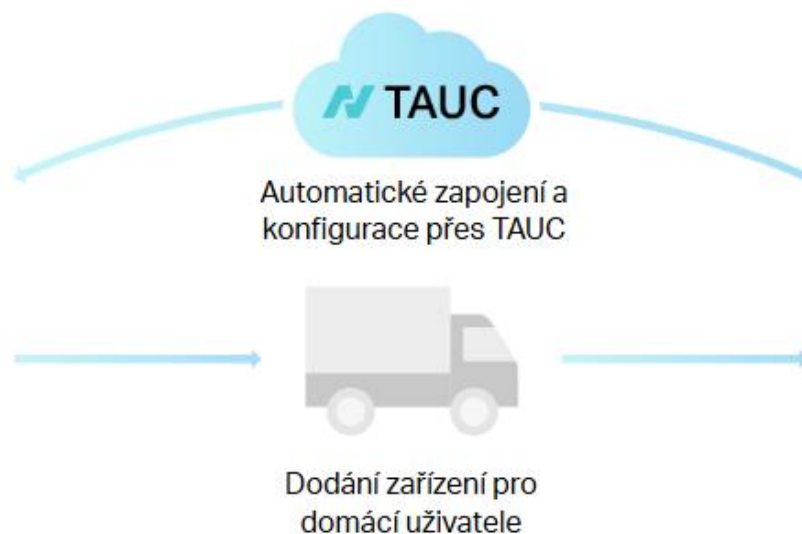 TAUC
Automatické zapojení a
konfigurace přes TAUC
Dodání zařízení pro
domácí uživatele